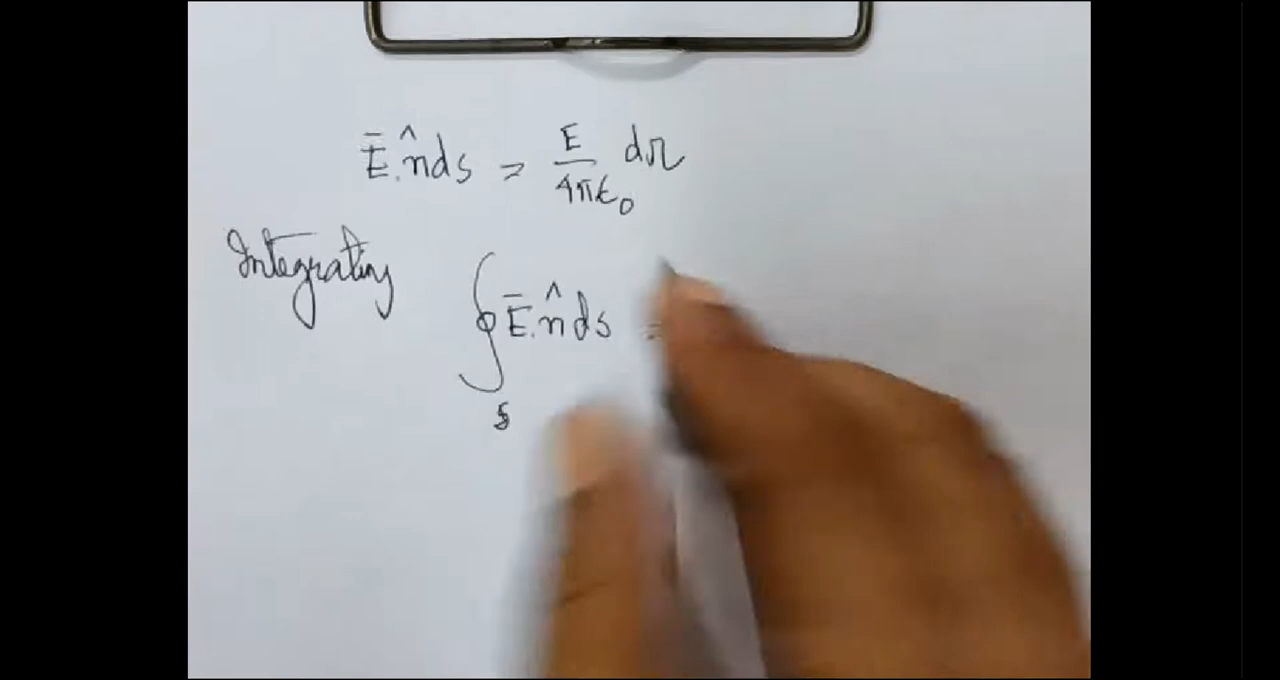 Ē.n̂ds = E/4πε₀ dΩ
Integrating ∮ Ē.n̂ds =
S